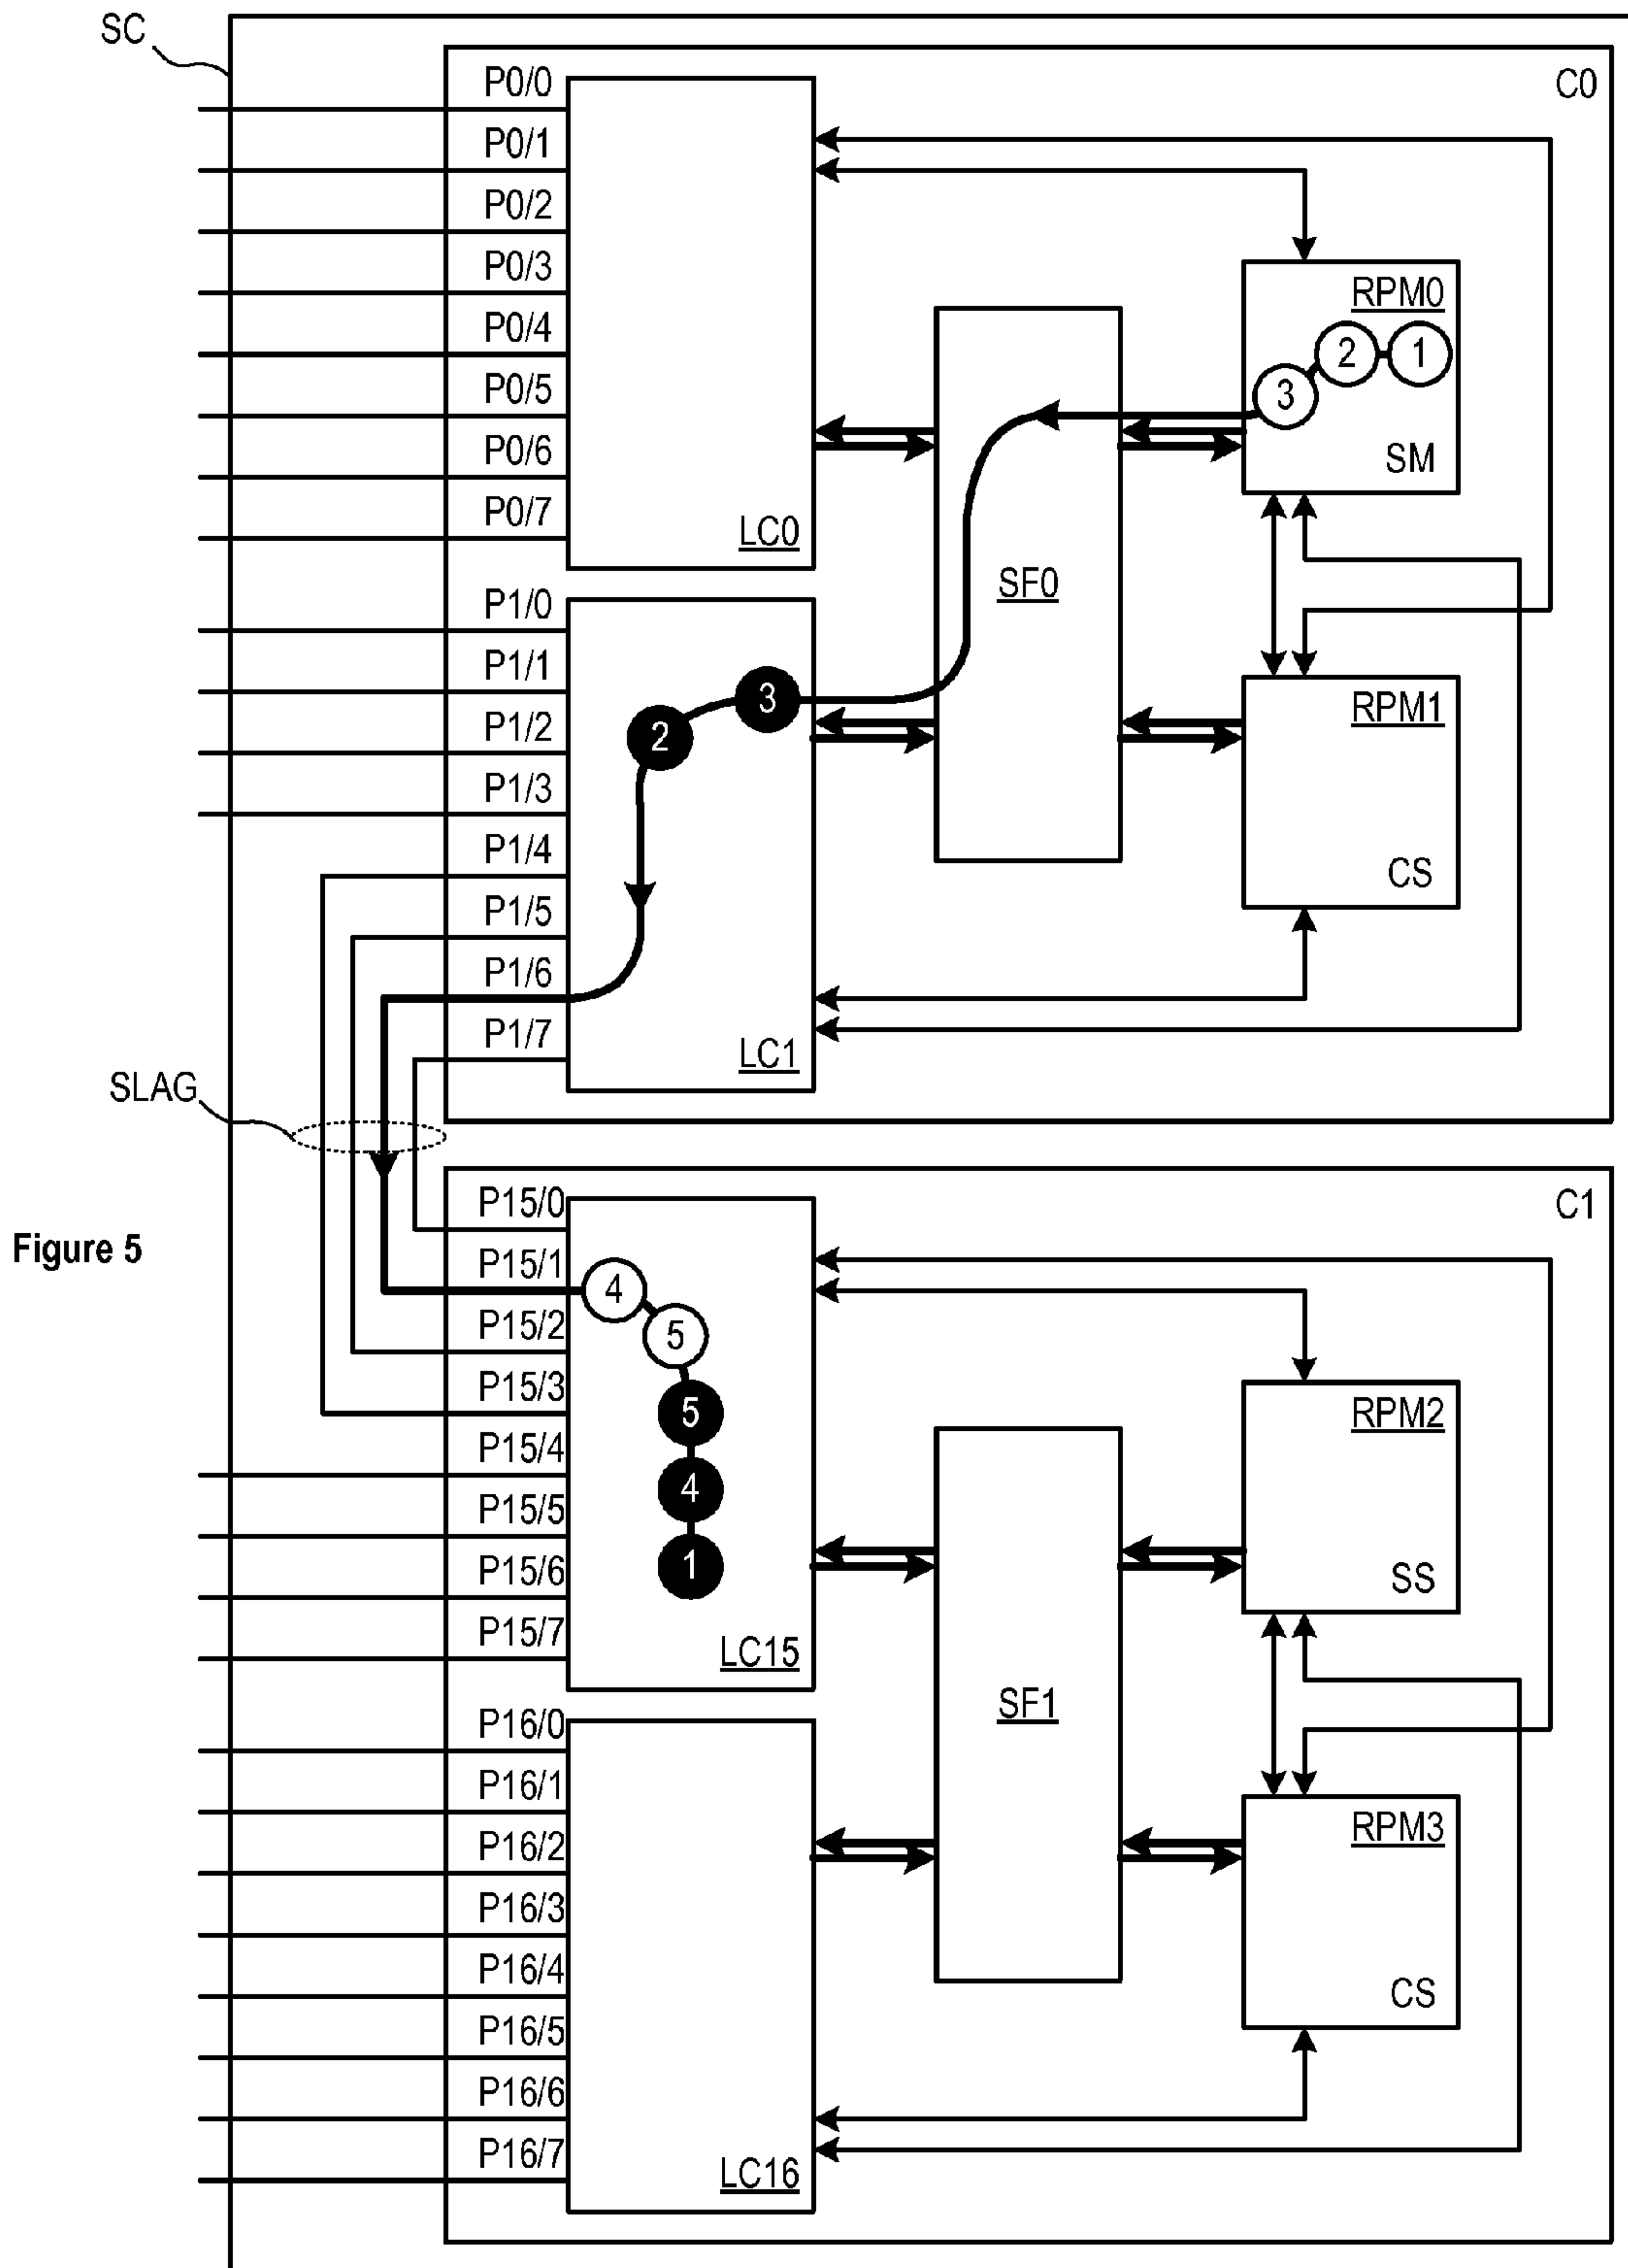 SC
C0
P0/0
P0/1
P0/2
P0/3
P0/4
P0/5
P0/6
P0/7
LC0
RPM0
2 1
3
SM
SF0
P1/0
P1/1
P1/2
P1/3
P1/4
P1/5
P1/6
P1/7
3
2
LC1
RPM1
CS
SLAG
Figure 5
C1
P15/0
P15/1
P15/2
P15/3
P15/4
P15/5
P15/6
P15/7
4
5
5
4
1
LC15
RPM2
SS
SF1
P16/0
P16/1
P16/2
P16/3
P16/4
P16/5
P16/6
P16/7
LC16
RPM3
CS